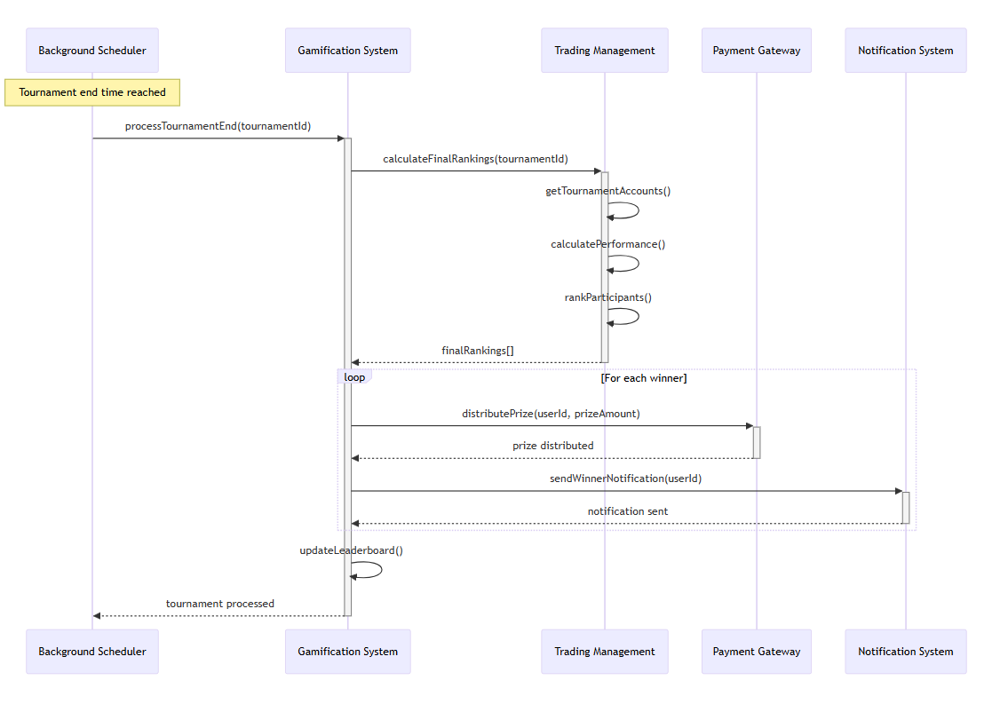 Background Scheduler
Gamification System
Trading Management
Payment Gateway
Notification System
Tournament end time reached
processTournamentEnd(tournamentId)
calculateFinalRankings(tournamentId)
getTournamentAccounts()
calculatePerformance()
rankParticipants()
finalRankings[]
loop
[For each winner]
distributePrize(userId, prizeAmount)
prize distributed
sendWinnerNotification(userId)
notification sent
updateLeaderboard()
tournament processed
Background Scheduler
Gamification System
Trading Management
Payment Gateway
Notification System